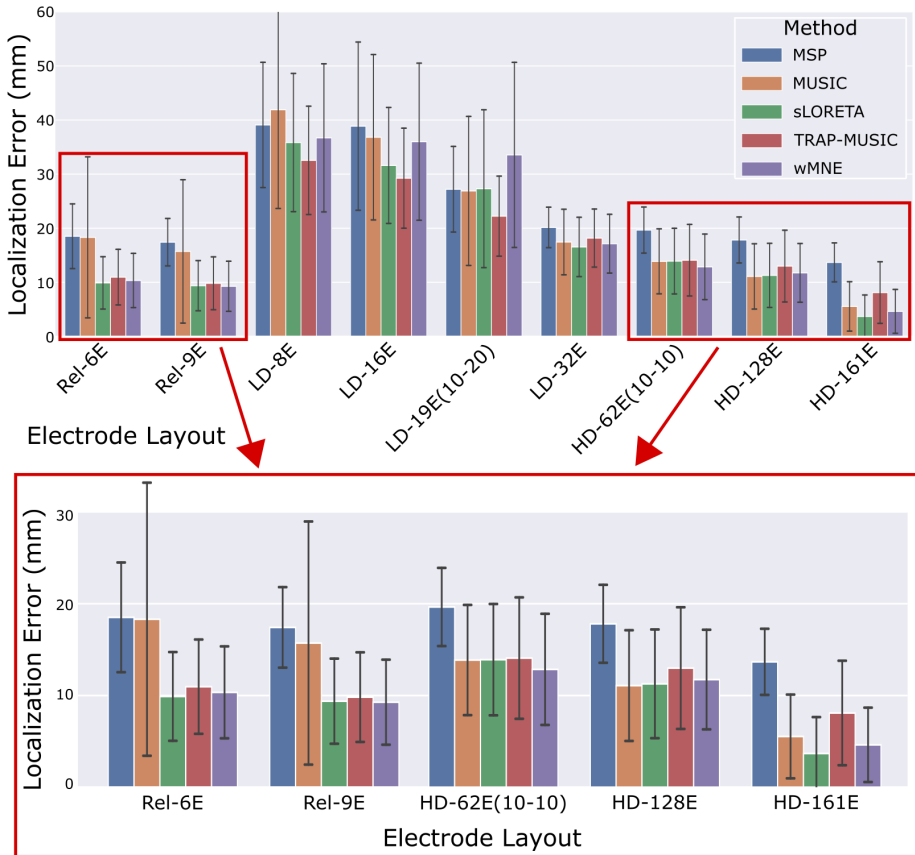 60
50
40
30
20
10
0
Localization Error (mm)
Method
MSP
MUSIC
sLORETA
TRAP-MUSIC
wMNE
Rel-6E
Rel-9E
LD-8E
LD-16E
LD-19E(10-20)
LD-32E
HD-62E(10-10)
HD-128E
HD-161E
Electrode Layout
30
20
10
0
Localization Error (mm)
Rel-6E
Rel-9E
HD-62E(10-10)
HD-128E
HD-161E
Electrode Layout